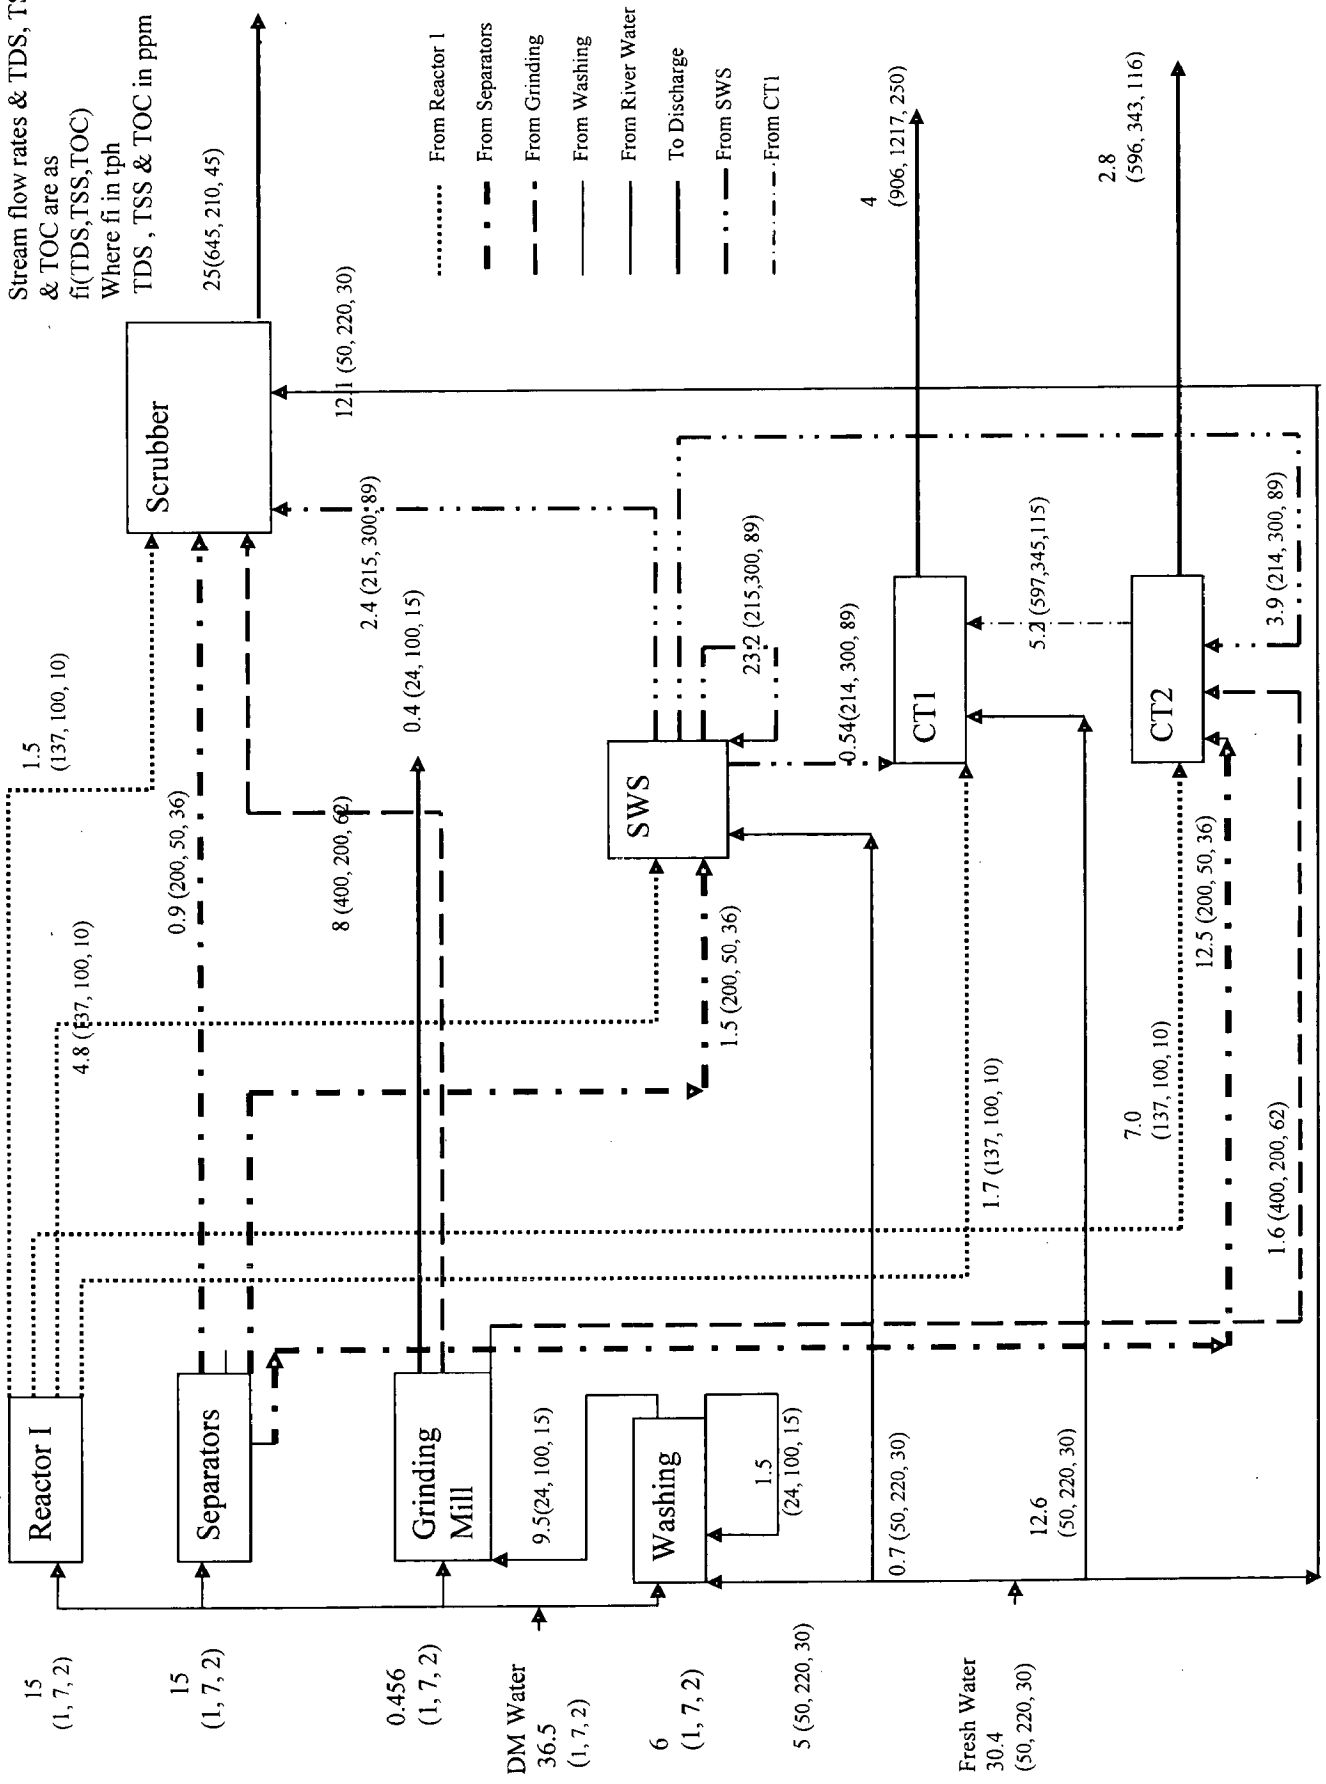 Stream flow rates & TDS,
& TOC are as
fi(TDS,TSS,TOC)
Where fi in tph
TDS , TSS & TOC in ppm
25(645, 210, 45)
From Reactor 1
From Separators
From Grinding
From Washing
From River Water
To Discharge
From SWS
From CT1
Scrubber
1.5
(137, 100, 10)
0.9 (200, 50, 36)
8 (400, 200, 62)
2.4 (215, 300, 89)
12.1 (50, 220, 30)
0.4 (24, 100, 15)
4.8 (137, 100, 10)
1.5 (200, 50, 36)
SWS
23.2 (215,300, 89)
0.54(214, 300, 89)
4
(906, 1217, 250)
CT1
5.2 (597,345,115)
2.8
(596, 343, 116)
CT2
3.9 (214, 300, 89)
12.5 (200, 50, 36)
1.7 (137, 100, 10)
7.0
(137, 100, 10)
1.6 (400, 200, 62)
Reactor I
Separators
Grinding
Mill
9.5(24, 100, 15)
Washing
1.5
(24, 100, 15)
0.7 (50, 220, 30)
12.6
(50, 220, 30)
15
(1, 7, 2)
15
(1, 7, 2)
0.456
(1, 7, 2)
DM Water
36.5
(1, 7, 2)
6
(1, 7, 2)
5 (50, 220, 30)
Fresh Water
30.4
(50, 220, 30)